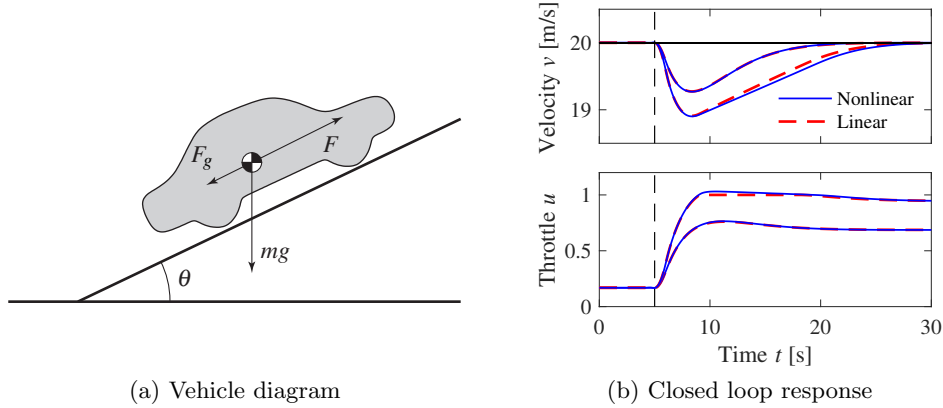 F_g
F
mg
θ
(a) Vehicle diagram
Velocity v [m/s]
20
19
Nonlinear
Linear
Throttle u
1
0.5
0
0
10
20
30
Time t [s]
(b) Closed loop response